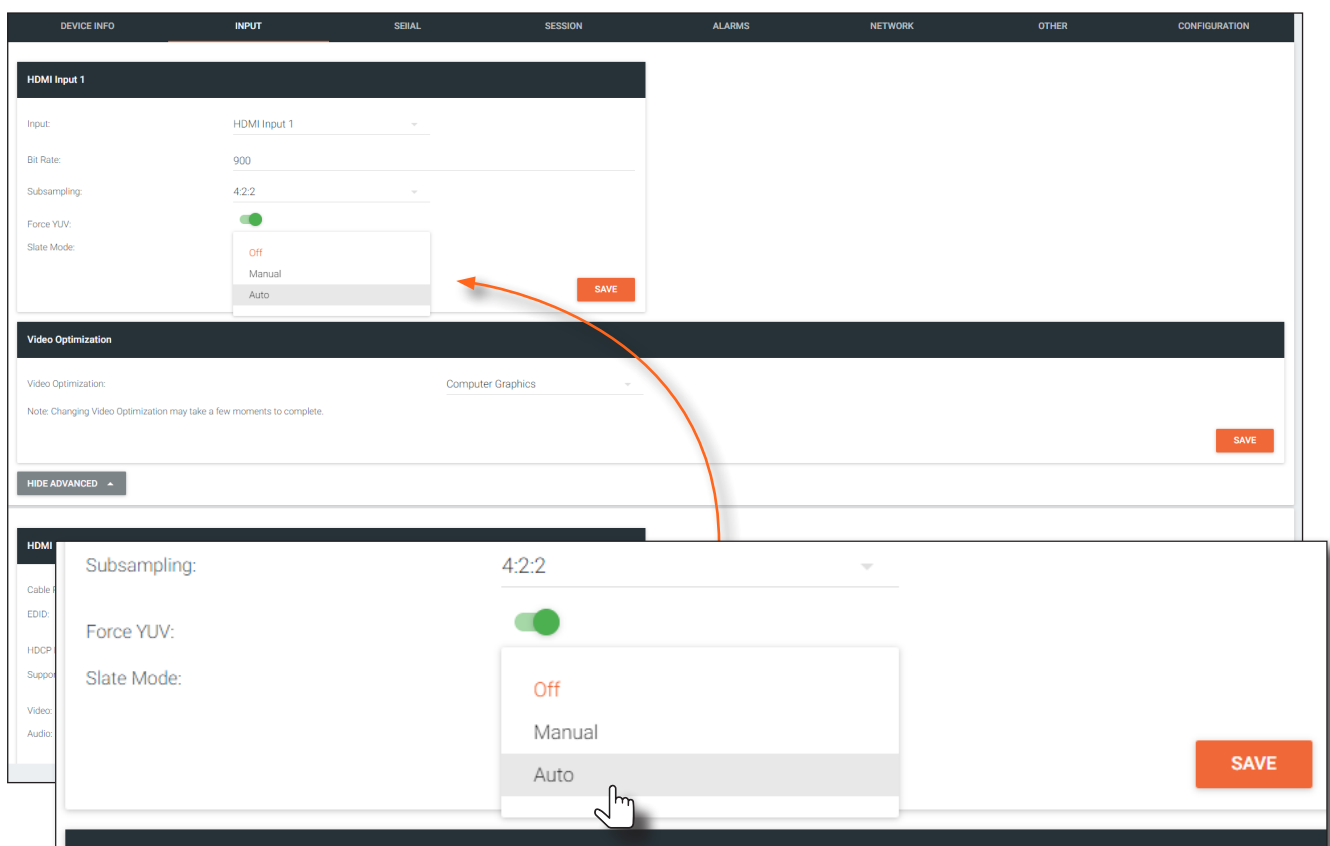 DEVICE INFO INPUT SEIIAL SESSION ALARMS NETWORK OTHER CONFIGURATION
HDMI Input 1
Input: HDMI Input 1
Bit Rate: 900
Subsampling: 4:2:2
Force YUV:
Slate Mode:
Off
Manual
Auto
SAVE
Video Optimization
Video Optimization: Computer Graphics
Note: Changing Video Optimization may take a few moments to complete.
SAVE
HIDE ADVANCED
HDMI
Cable
EDID:
HDCP
Video:
Audio:
Subsampling: 4:2:2
Force YUV:
Slate Mode:
Off
Manual
Auto
SAVE